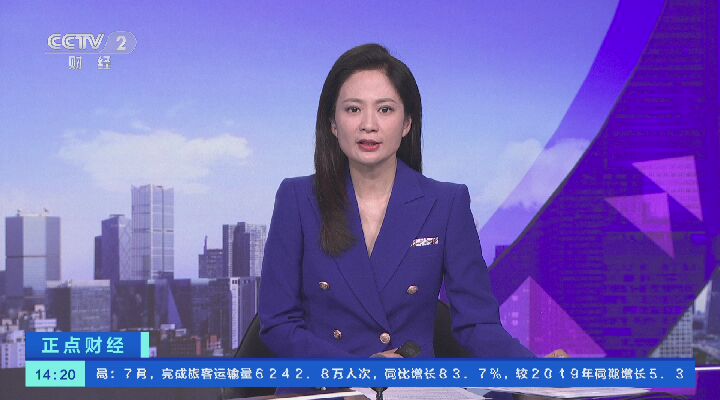 CCTV 2
财经
正点财经
14:20 局：7月，完成旅客运输量6242．8万人次，同比增长83．7%，较2019年同期增长5．3